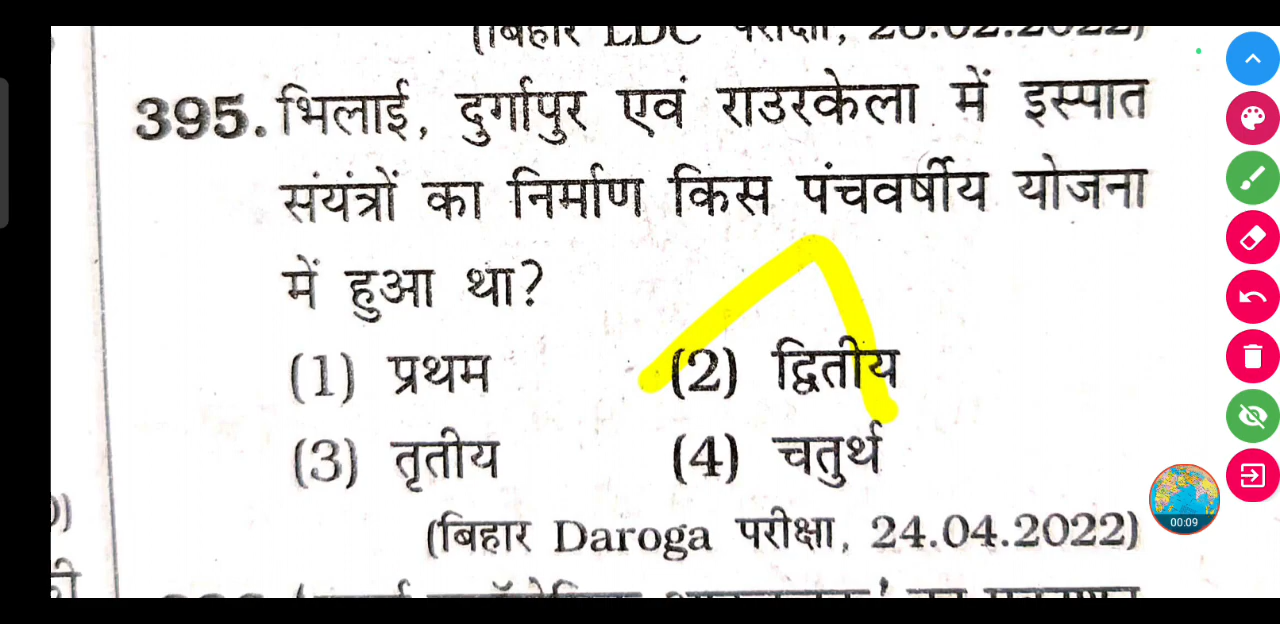 395. भिलाई, दुर्गापुर एवं राउरकेला में इस्पात
संयंत्रों का निर्माण किस पंचवर्षीय योजना
में हुआ था?
(1) प्रथम (2) द्वितीय
(3) तृतीय (4) चतुर्थ
(बिहार Daroga परीक्षा, 24.04.2022)
00:09